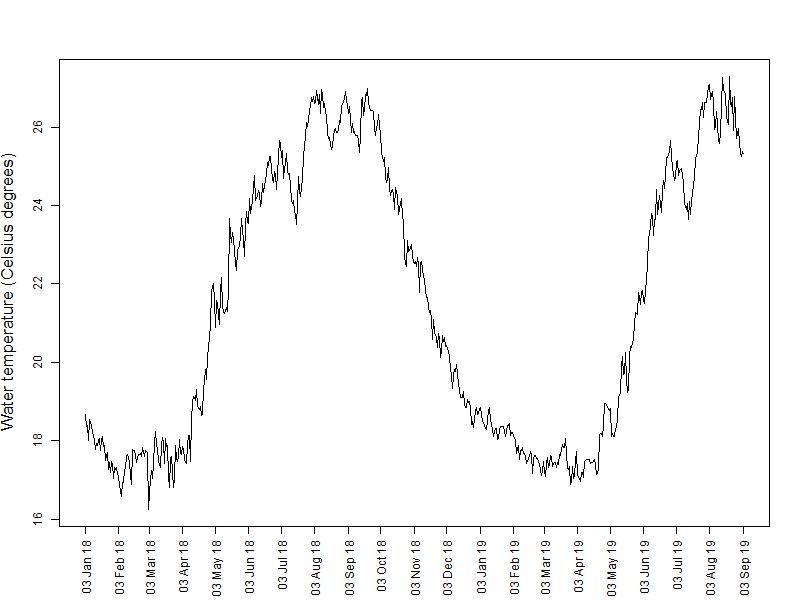 Water temperature (Celsius degrees)
26
24
22
20
18
16
03 Jan 18
03 Feb 18
03 Mar 18
03 Apr 18
03 May 18
03 Jun 18
03 Jul 18
03 Aug 18
03 Sep 18
03 Oct 18
03 Nov 18
03 Dec 18
03 Jan 19
03 Feb 19
03 Mar 19
03 Apr 19
03 May 19
03 Jun 19
03 Jul 19
03 Aug 19
03 Sep 19